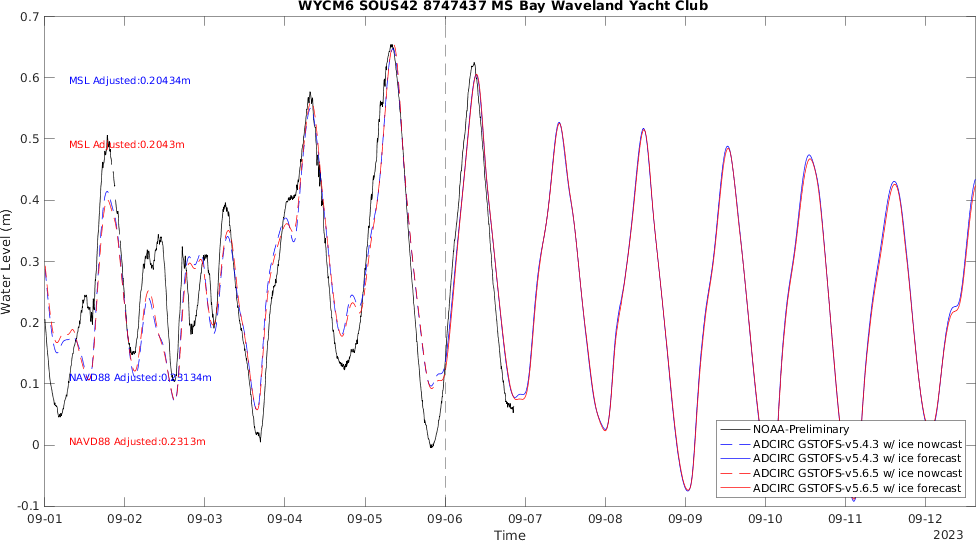 WYCM6 SOUS42 8747437 MS Bay Waveland Yacht Club
0.7
0.6
0.5
0.4
0.3
0.2
0.1
0
-0.1
Water Level (m)
MSL Adjusted:0.20434m
MSL Adjusted:0.2043m
NAVD88 Adjusted:0.23134m
NAVD88 Adjusted:0.2313m
NOAA-Preliminary
ADCIRC GSTOFS-v5.4.3 w/ ice nowcast
ADCIRC GSTOFS-v5.4.3 w/ ice forecast
ADCIRC GSTOFS-v5.6.5 w/ ice nowcast
ADCIRC GSTOFS-v5.6.5 w/ ice forecast
09-01 09-02 09-03 09-04 09-05 09-06 09-07 09-08 09-09 09-10 09-11 09-12
Time
2023